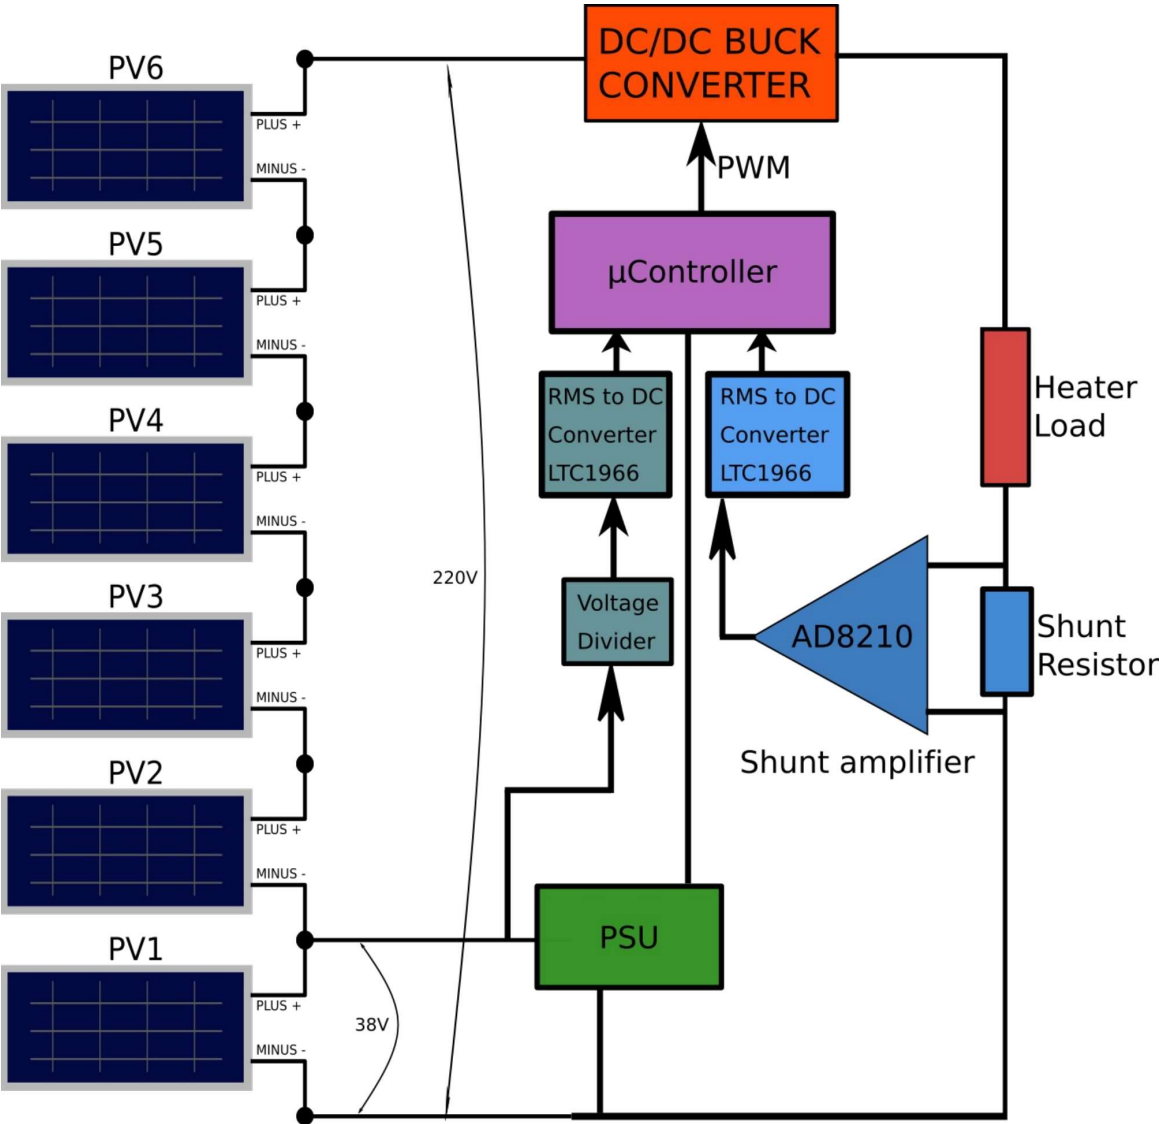 PV6
PLUS +
MINUS -
PV5
PLUS +
MINUS -
PV4
PLUS +
MINUS -
PV3
PLUS +
MINUS -
PV2
PLUS +
MINUS -
PV1
PLUS +
MINUS -
220V
38V
DC/DC BUCK
CONVERTER
PWM
µController
RMS to DC
Converter
LTC1966
RMS to DC
Converter
LTC1966
Voltage
Divider
PSU
AD8210
Shunt amplifier
Heater
Load
Shunt
Resistor